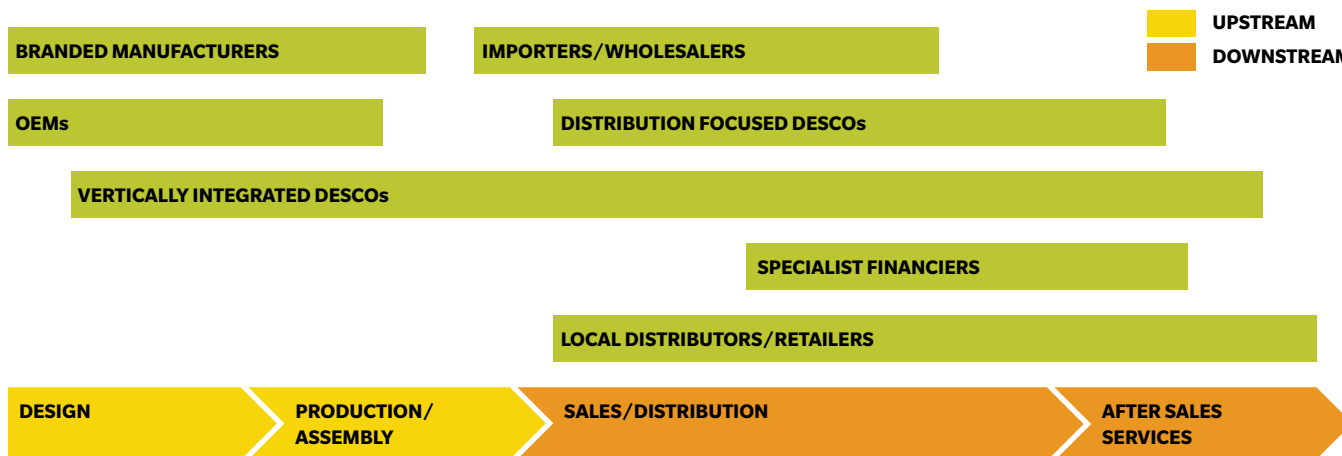 UPSTREAM
BRANDED MANUFACTURERS
IMPORTERS/WHOLESALERS
DOWNSTREAM
OEMs
DISTRIBUTION FOCUSED DESCOs
VERTICALLY INTEGRATED DESCOs
SPECIALIST FINANCIERS
LOCAL DISTRIBUTORS/RETAILERS
DESIGN
PRODUCTION/
ASSEMBLY
SALES/DISTRIBUTION
AFTER SALES
SERVICES